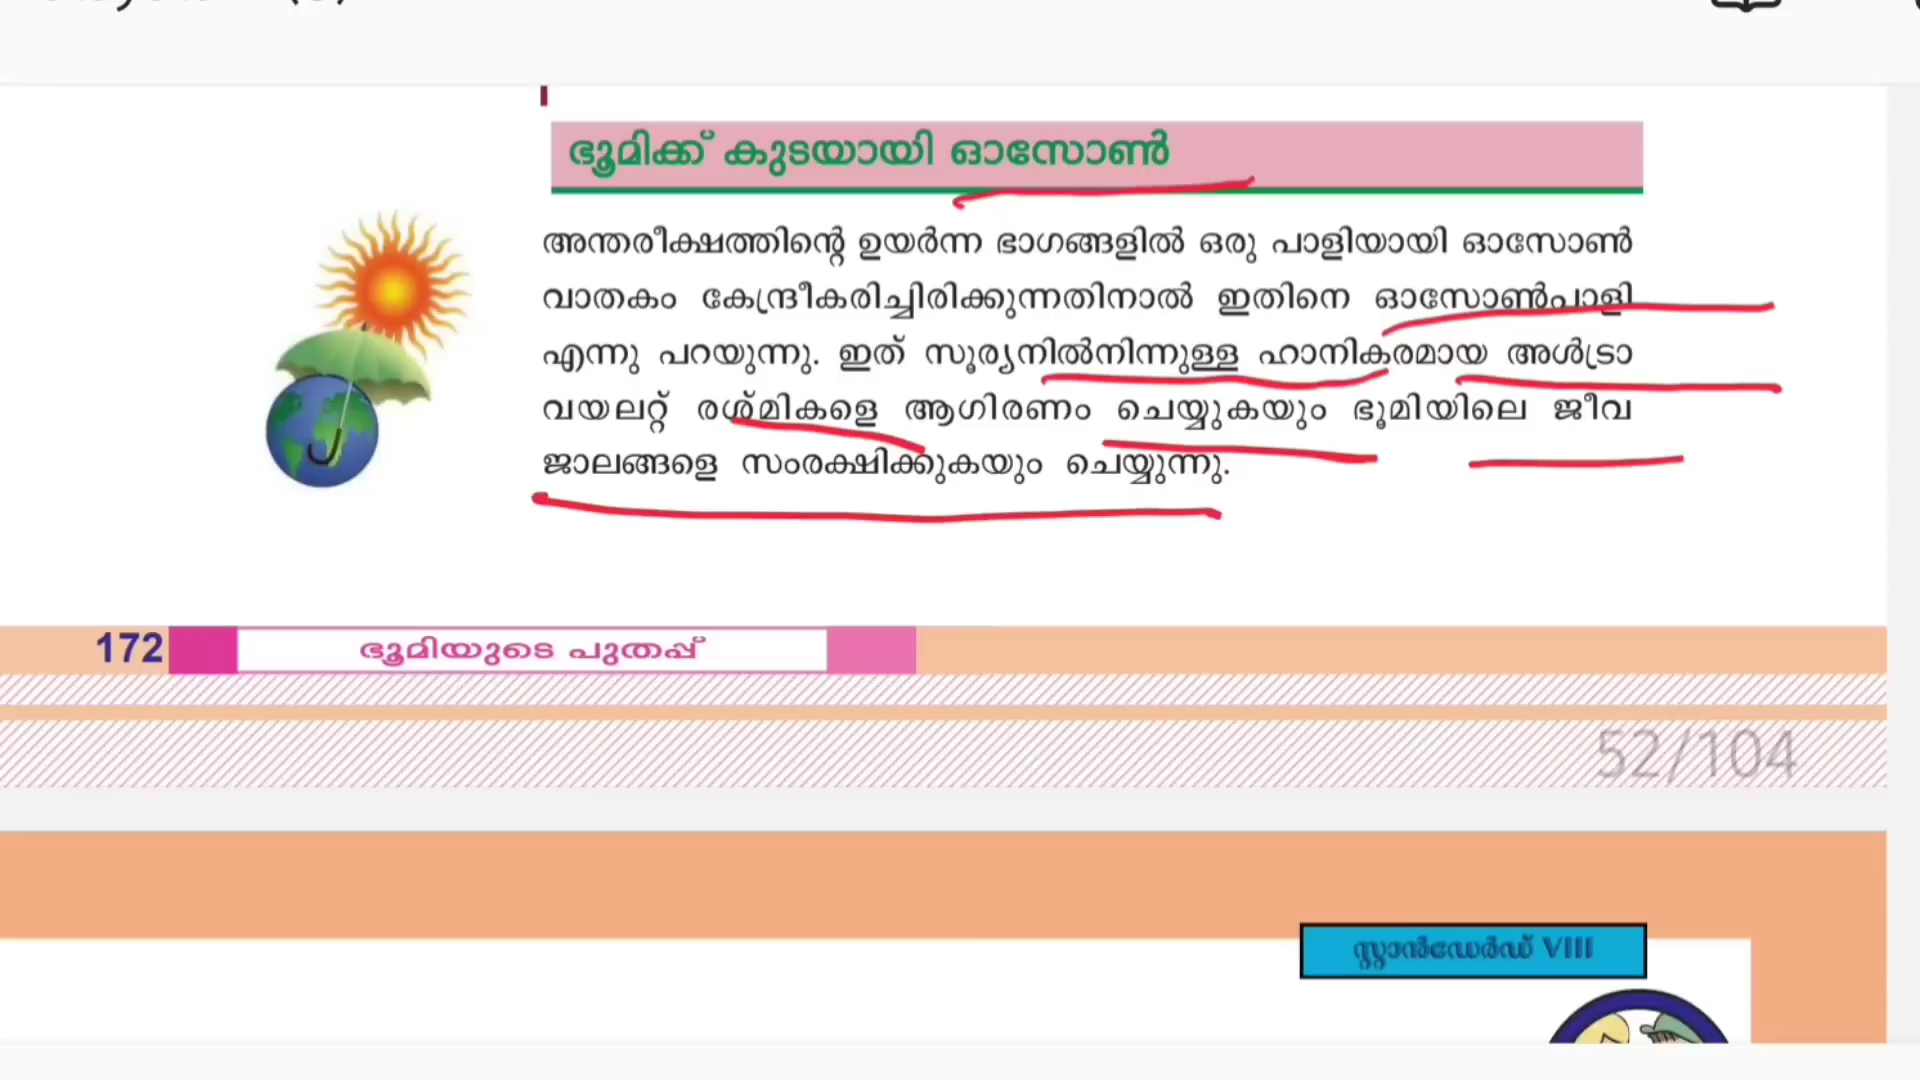 ഭൂമിക്ക് കുടയായി ഓസോൺ
അന്തരീക്ഷത്തിന്റെ ഉയർന്ന ഭാഗങ്ങളിൽ ഒരു പാളിയായി ഓസോൺ
വാതകം കേന്ദ്രീകരിച്ചിരിക്കുന്നതിനാൽ ഇതിനെ ഓസോൺപാളി
എന്നു പറയുന്നു. ഇത് സൂര്യനിൽനിന്നുള്ള ഹാനികരമായ അൾട്രാ
വയലറ്റ് രശ്മികളെ ആഗിരണം ചെയ്യുകയും ഭൂമിയിലെ ജീവ
ജാലങ്ങളെ സംരക്ഷിക്കുകയും ചെയ്യുന്നു.
172 ഭൂമിയുടെ പുതപ്പ്
52/104
സ്റ്റാൻഡേർഡ് VIII